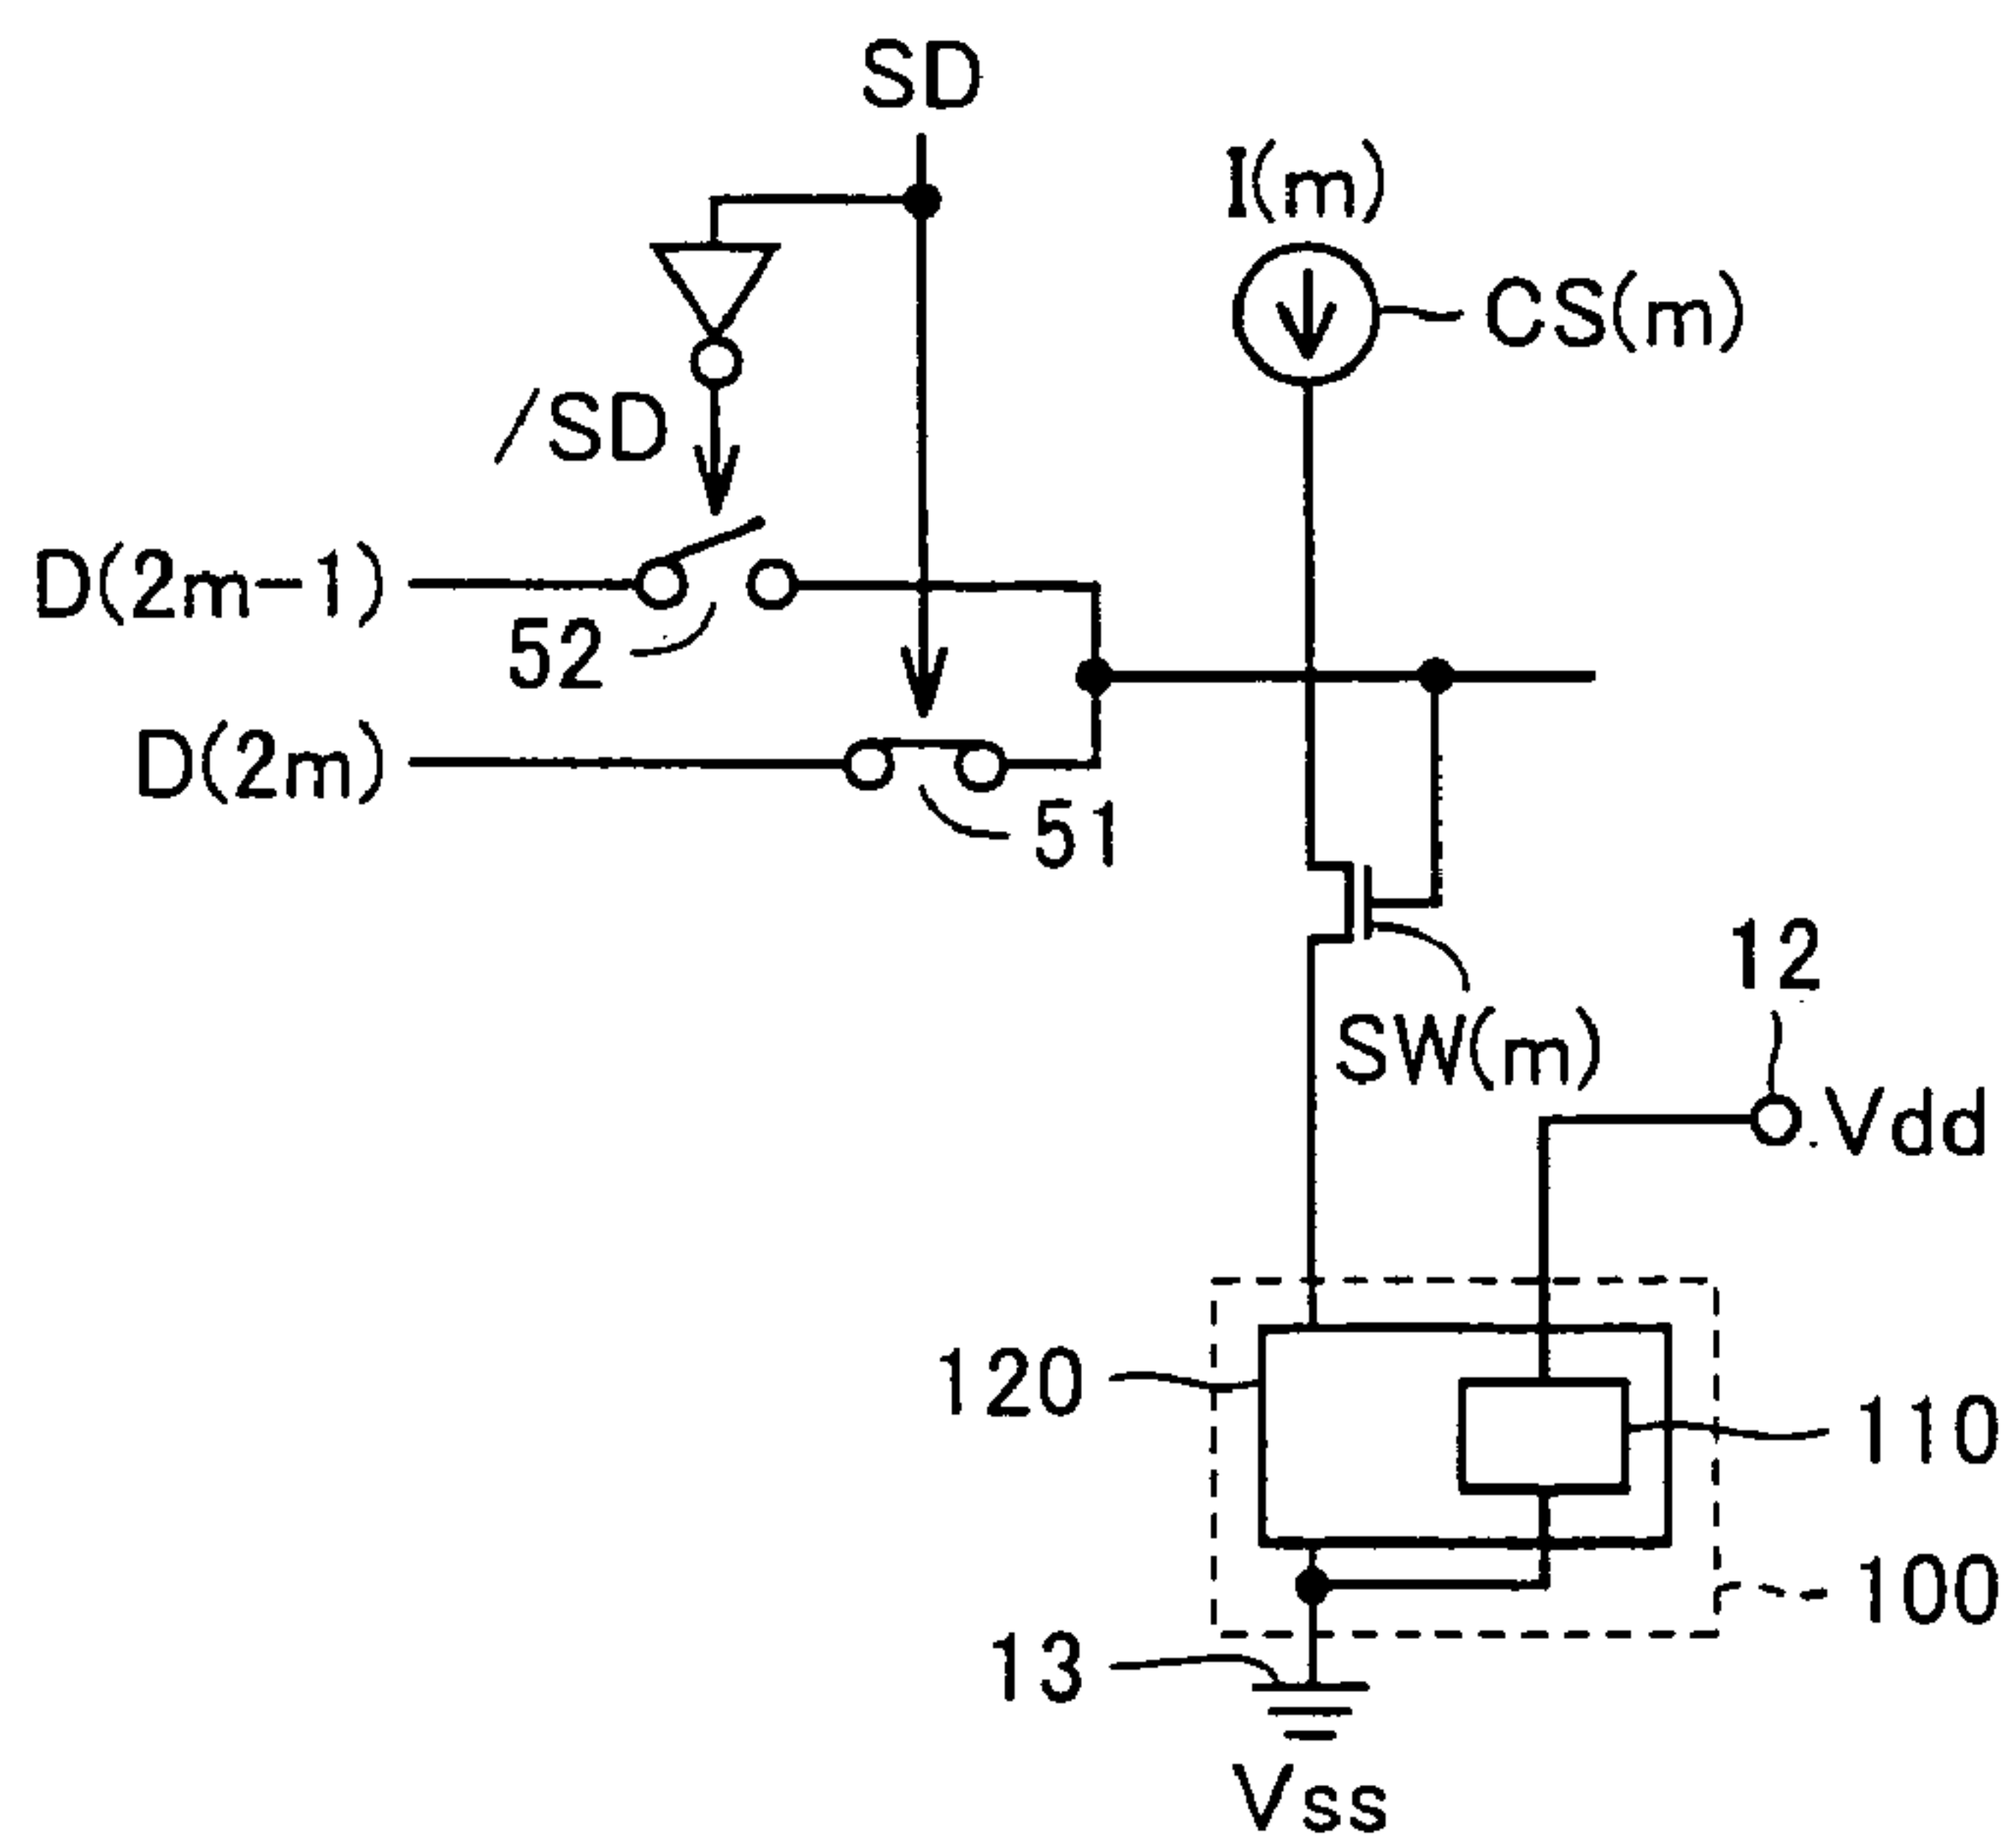 SD
I(m)
CS(m)
/SD
D(2m-1)
52
D(2m)
51
12
SW(m)
Vdd
120
110
100
13
Vss